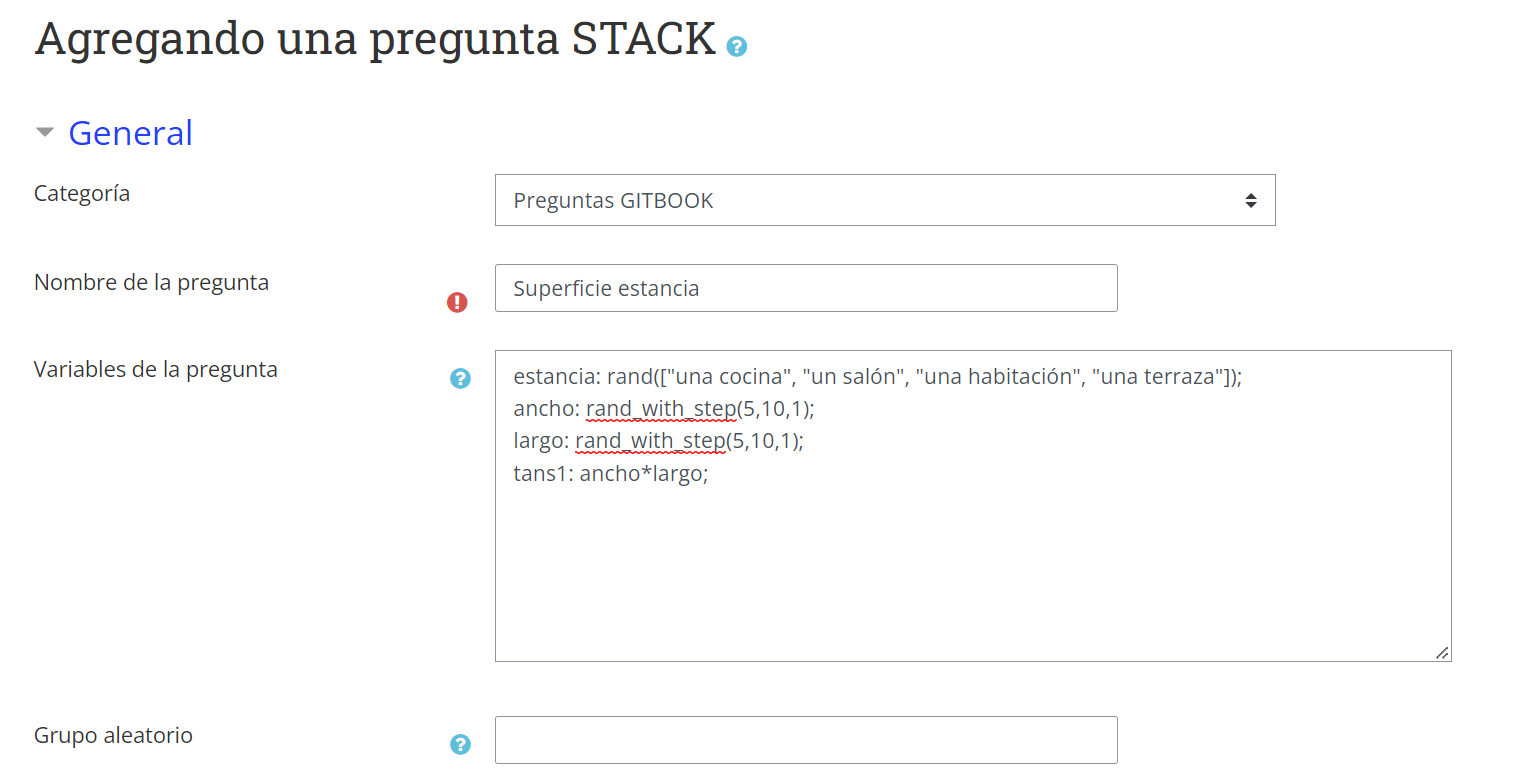 Agregando una pregunta STACK
General
Categoría
Preguntas GITBOOK
Nombre de la pregunta
Superficie estancia
Variables de la pregunta
estancia: rand(["una cocina", "un salón", "una habitación", "una terraza"]);
ancho: rand_with_step(5,10,1);
largo: rand_with_step(5,10,1);
tans1: ancho*largo;
Grupo aleatorio